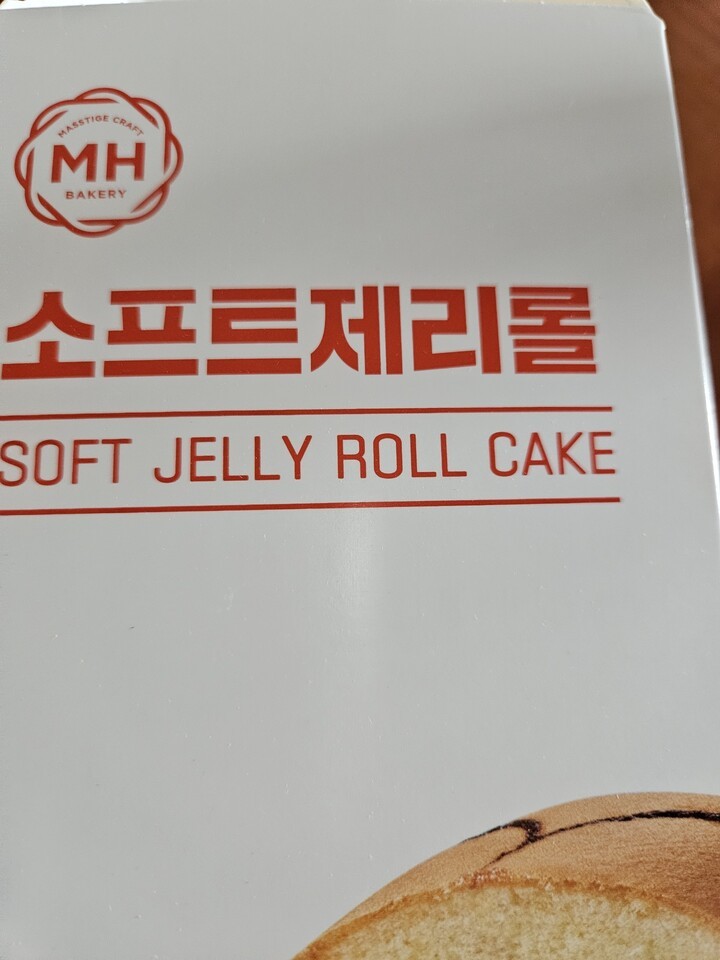 MASSTIGE CRAFT
MH
BAKERY
소프트제리롤
SOFT JELLY ROLL CAKE